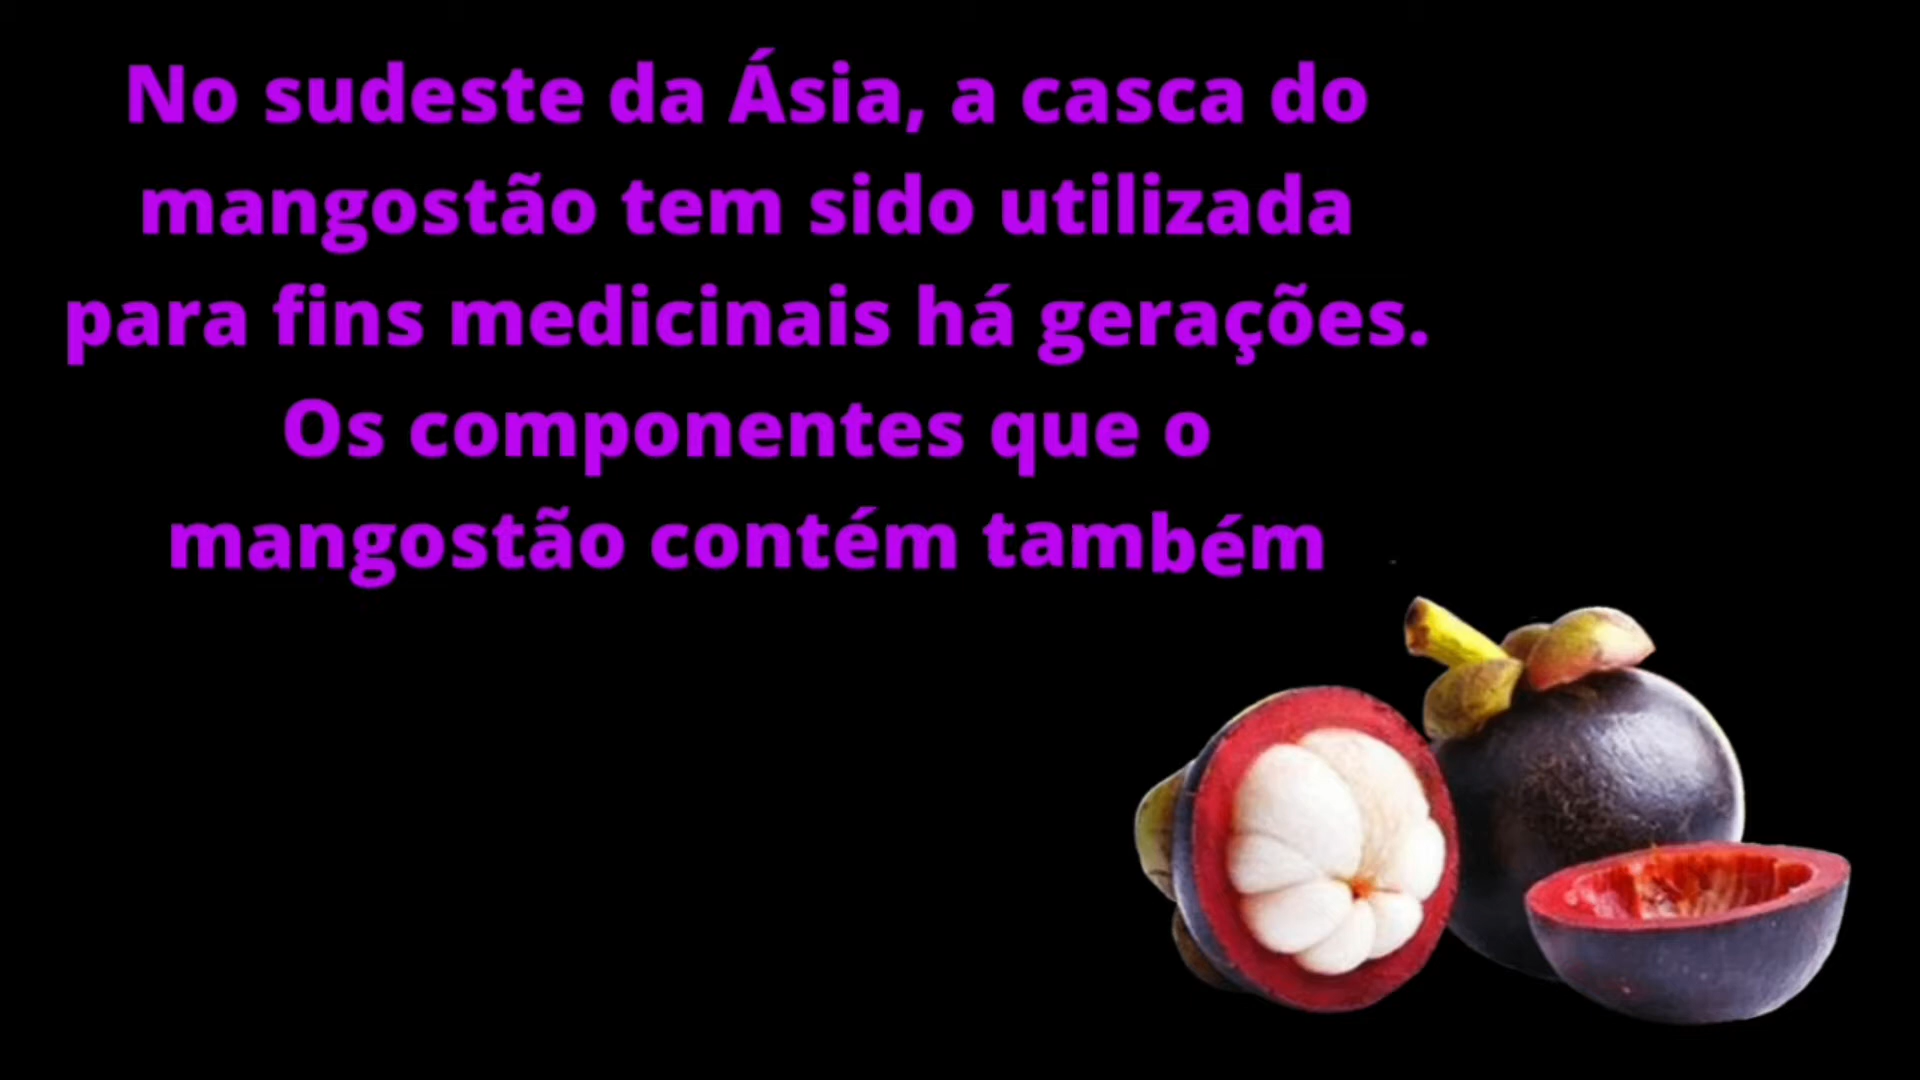 No sudeste da Ásia, a casca do
mangostão tem sido utilizada
para fins medicinais há gerações.
Os componentes que o
mangostão contém também